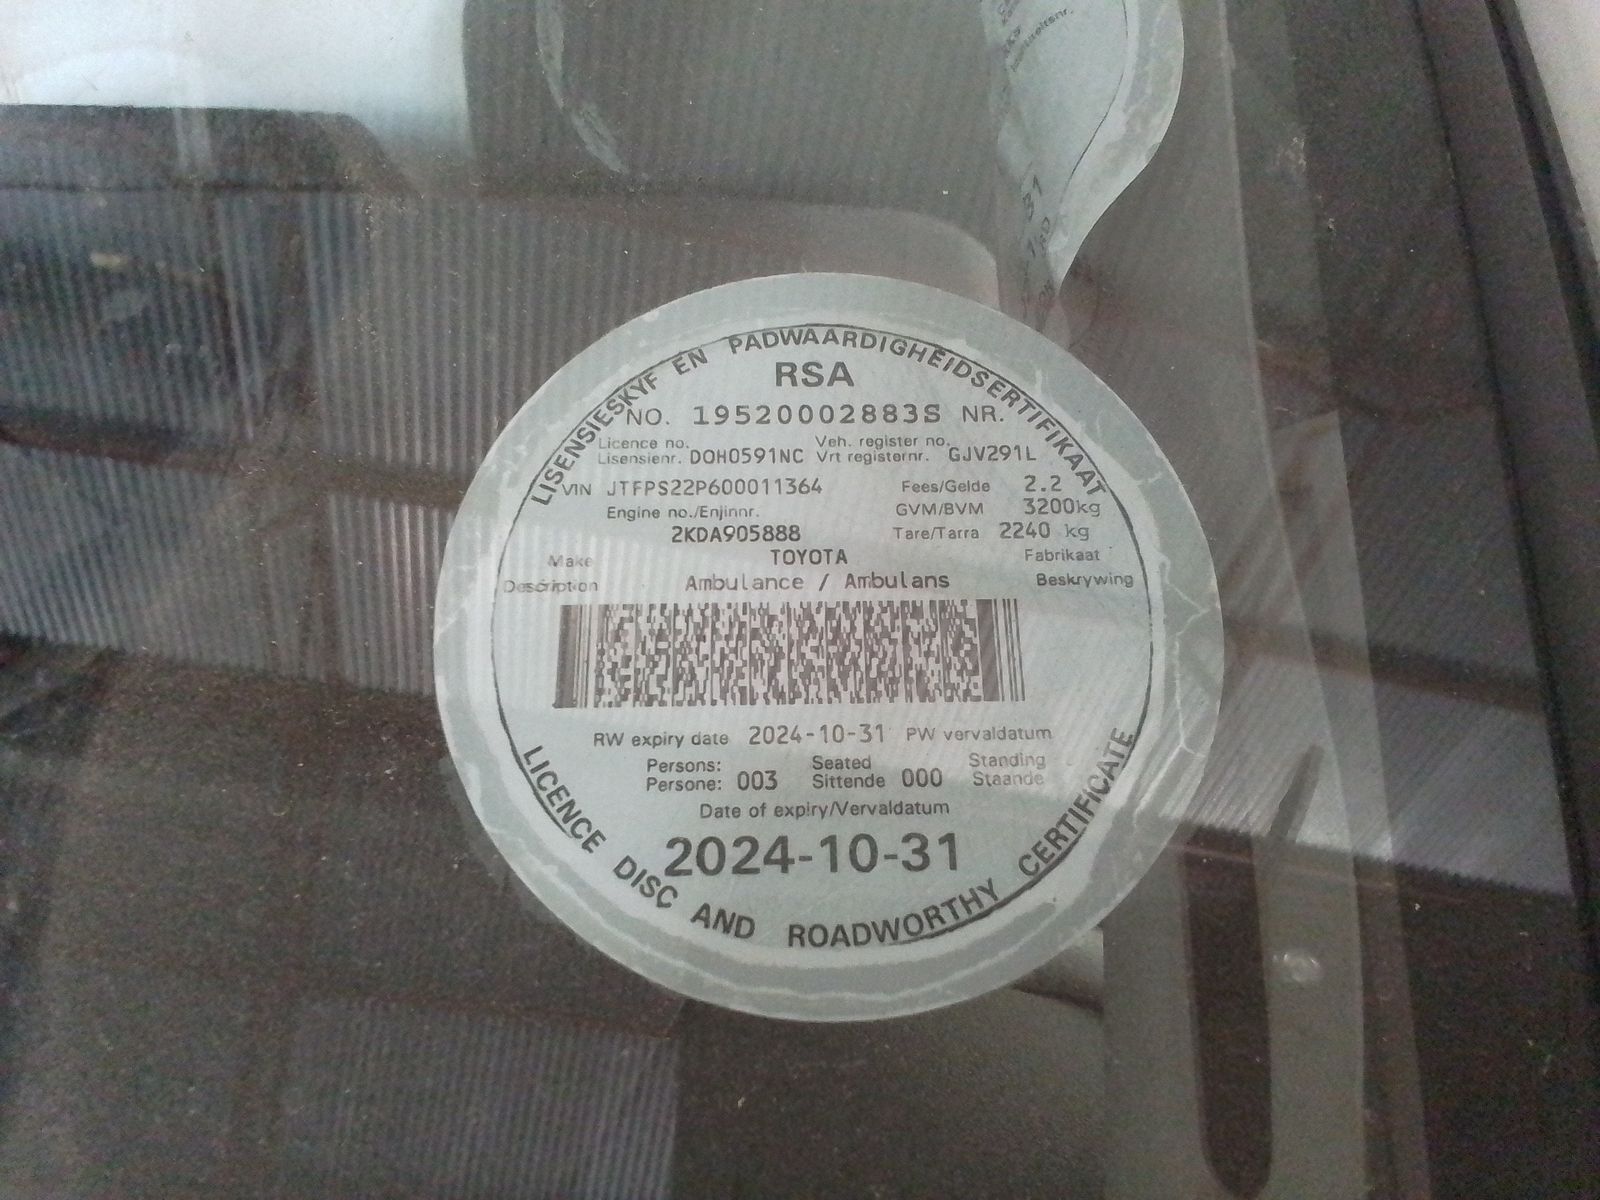 LISENSIESKYF EN PADWAARDIGHEIDSERTIFIKAAT
RSA
NO. 19520002883S NR.
Licence no. Veh. register no.
Lisensienr. DOH0591NC Vrt registernr. GJV291L
VIN JTFPS22P600011364 Fees/Gelde 2.2
Engine no./Enjinnr. GVM/BVM 3200kg
2KDA905888 Tare/Tarra 2240 kg
Make TOYOTA Fabrikaat
Description Ambulance / Ambulans Beskrywing
RW expiry date 2024-10-31 PW vervaldatum
Persons: Seated Standing
Persone: 003 Sittende 000 Staande
Date of expiry/Vervaldatum
2024-10-31
LICENCE DISC AND ROADWORTHY CERTIFICATE
31